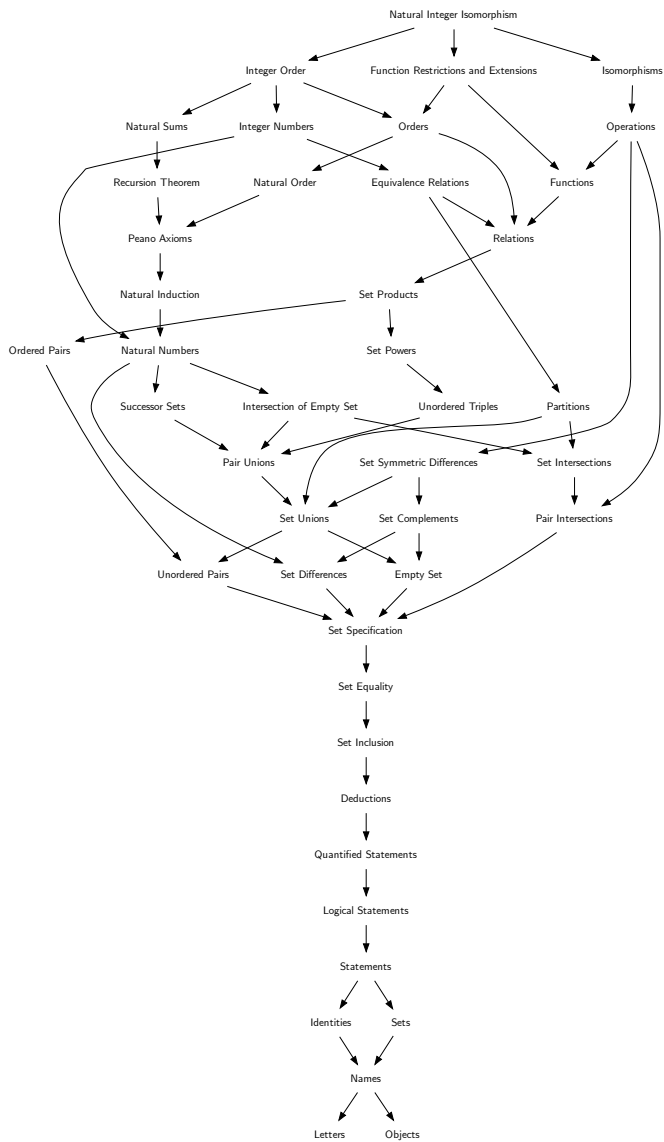 Natural Integer Isomorphism
Integer Order
Function Restrictions and Extensions
Isomorphisms
Natural Sums
Integer Numbers
Orders
Operations
Recursion Theorem
Natural Order
Equivalence Relations
Functions
Peano Axioms
Relations
Natural Induction
Set Products
Ordered Pairs
Natural Numbers
Set Powers
Successor Sets
Intersection of Empty Set
Unordered Triples
Partitions
Pair Unions
Set Symmetric Differences
Set Intersections
Set Unions
Set Complements
Pair Intersections
Unordered Pairs
Set Differences
Empty Set
Set Specification
Set Equality
Set Inclusion
Deductions
Quantified Statements
Logical Statements
Statements
Identities
Sets
Names
Letters
Objects